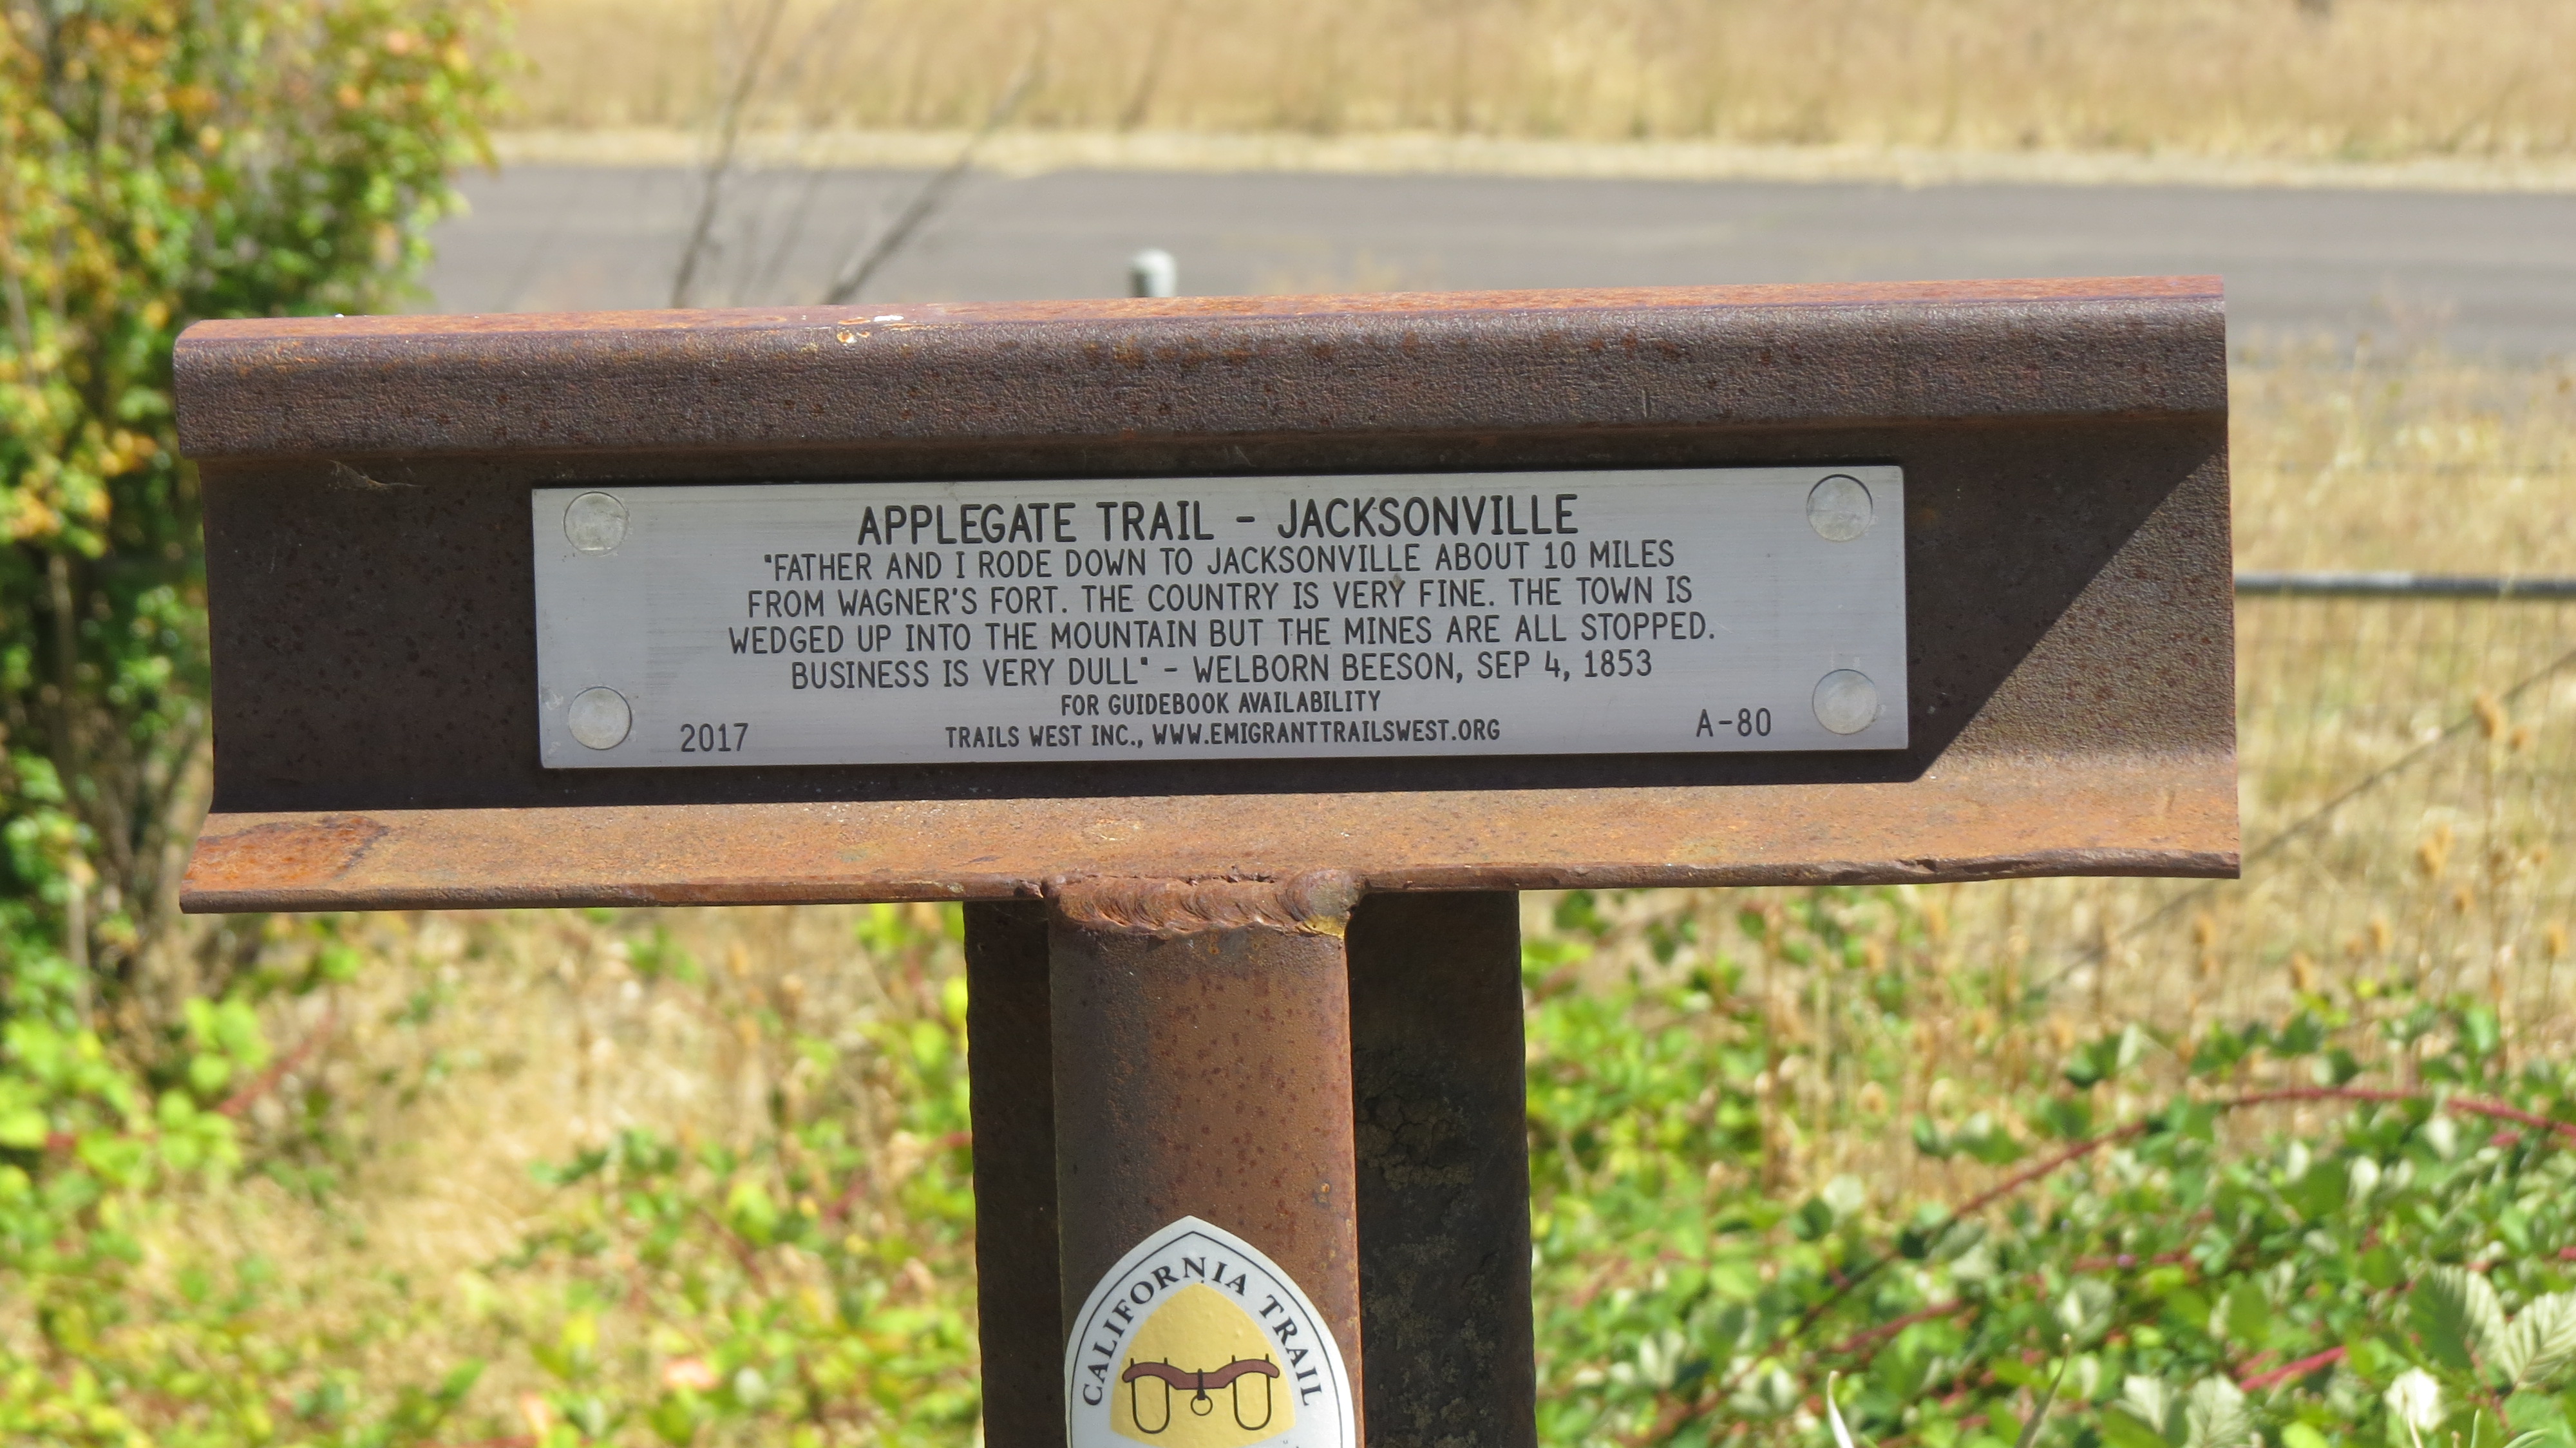 APPLEGATE TRAIL - JACKSONVILLE
"FATHER AND I RODE DOWN TO JACKSONVILLE ABOUT 10 MILES
FROM WAGNER'S FORT. THE COUNTRY IS VERY FINE. THE TOWN IS
WEDGED UP INTO THE MOUNTAIN BUT THE MINES ARE ALL STOPPED.
BUSINESS IS VERY DULL" - WELBORN BEESON, SEP 4, 1853
FOR GUIDEBOOK AVAILABILITY
2017 TRAILS WEST INC., WWW.EMIGRANTTRAILSWEST.ORG A-80
CALIFORNIA TRAIL